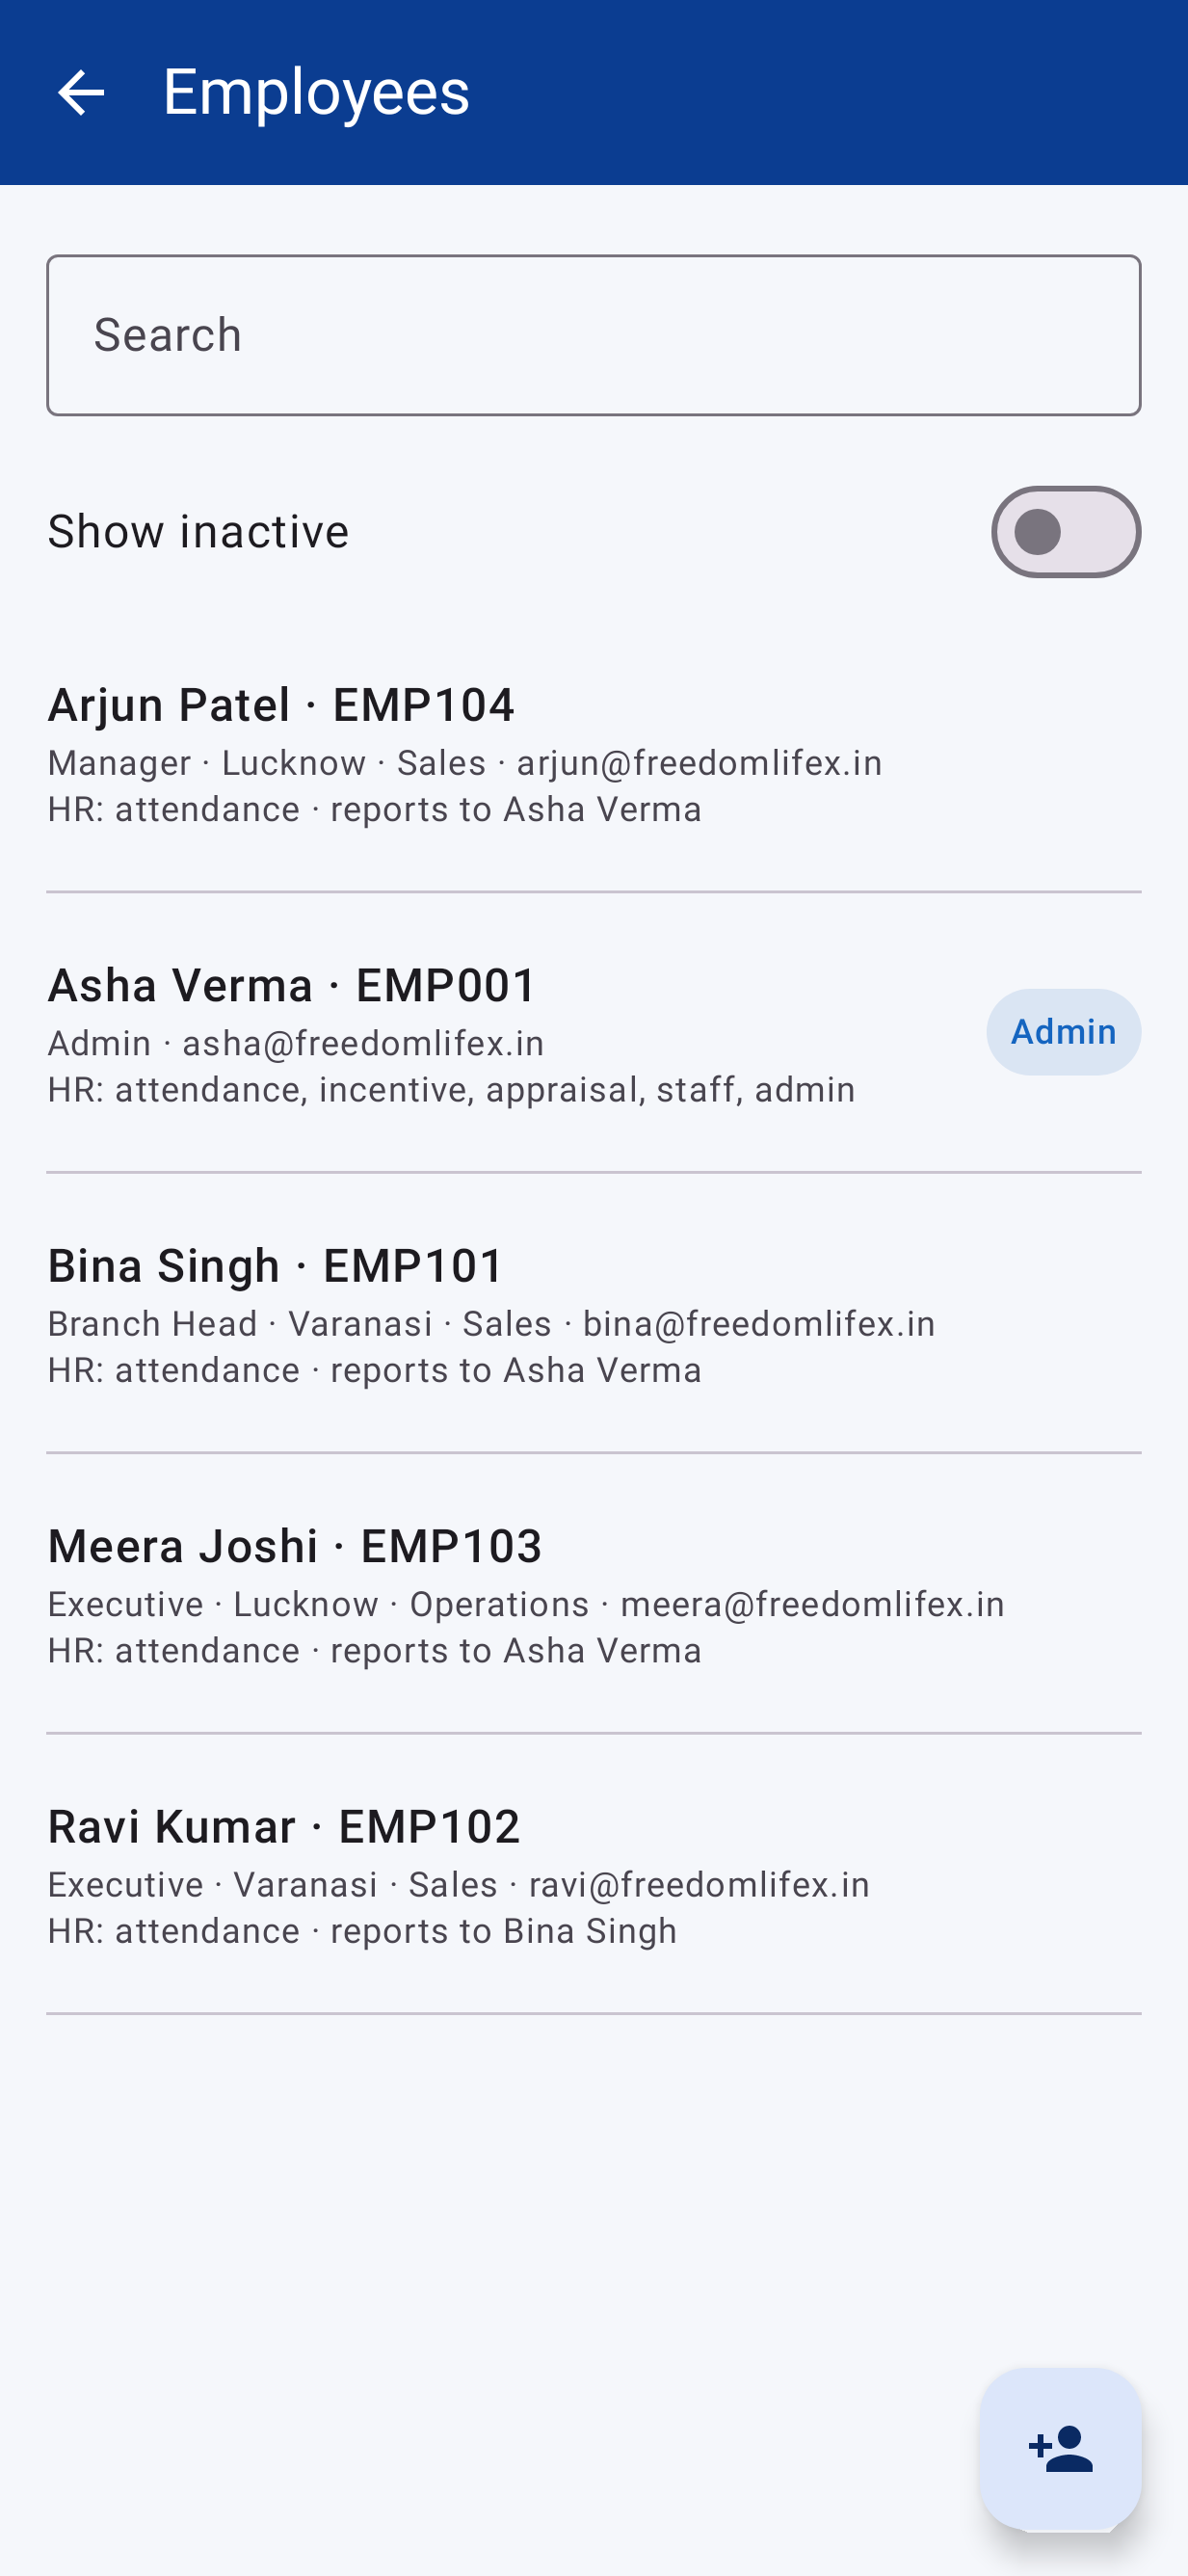 Employees
Search
Show inactive
Arjun Patel · EMP104
Manager · Lucknow · Sales · arjun@freedomlifex.in
HR: attendance · reports to Asha Verma
Asha Verma · EMP001
Admin · asha@freedomlifex.in
HR: attendance, incentive, appraisal, staff, admin
Admin
Bina Singh · EMP101
Branch Head · Varanasi · Sales · bina@freedomlifex.in
HR: attendance · reports to Asha Verma
Meera Joshi · EMP103
Executive · Lucknow · Operations · meera@freedomlifex.in
HR: attendance · reports to Asha Verma
Ravi Kumar · EMP102
Executive · Varanasi · Sales · ravi@freedomlifex.in
HR: attendance · reports to Bina Singh